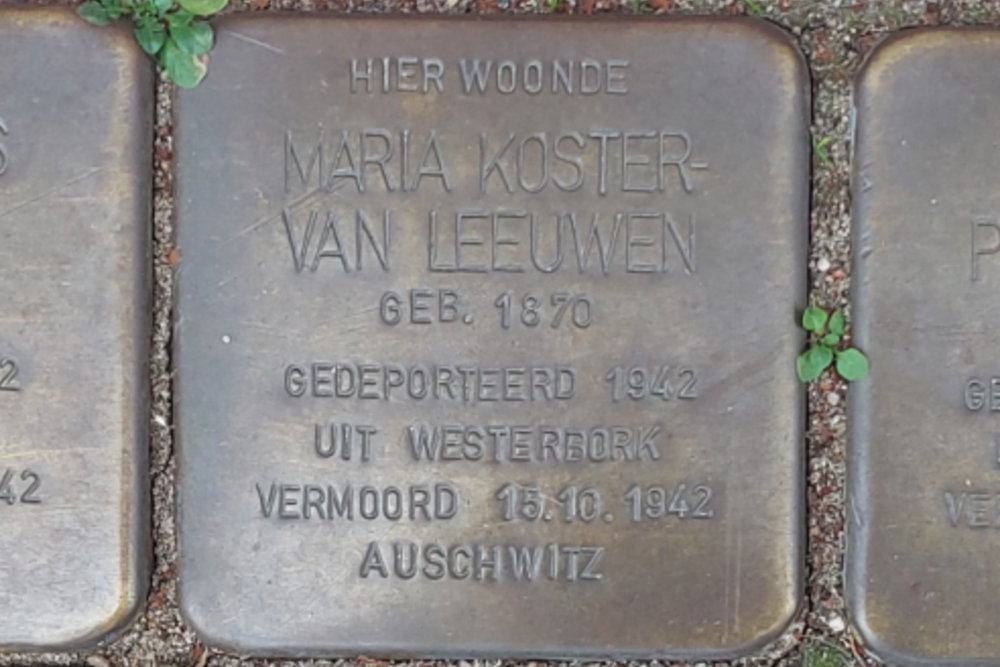 HIER WOONDE
MARIA KOSTER-
VAN LEEUWEN
GEB. 1870
GEDEPORTEERD 1942
UIT WESTERBORK
VERMOORD 15.10.1942
AUSCHWITZ